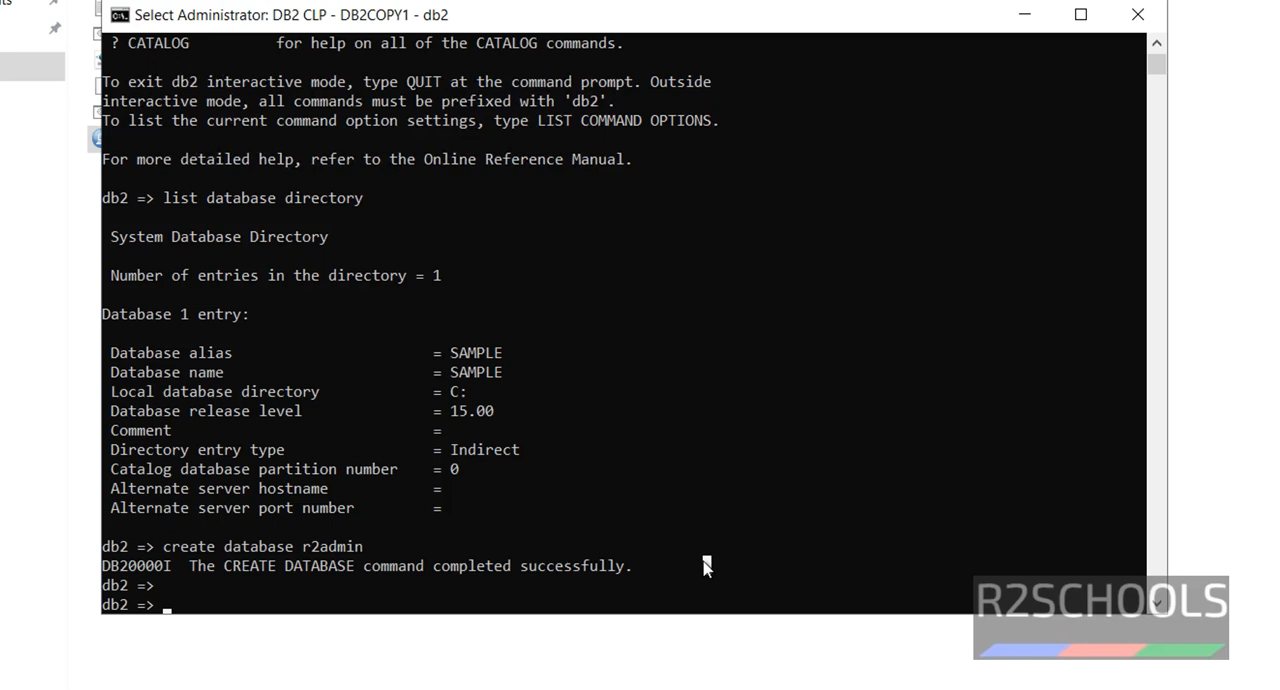 Select Administrator: DB2 CLP - DB2COPY1 - db2
? CATALOG for help on all of the CATALOG commands.
To exit db2 interactive mode, type QUIT at the command prompt. Outside
interactive mode, all commands must be prefixed with 'db2'.
To list the current command option settings, type LIST COMMAND OPTIONS.
For more detailed help, refer to the Online Reference Manual.
db2 => list database directory
System Database Directory
Number of entries in the directory = 1
Database 1 entry:
Database alias = SAMPLE
Database name = SAMPLE
Local database directory = C:
Database release level = 15.00
Comment =
Directory entry type = Indirect
Catalog database partition number = 0
Alternate server hostname =
Alternate server port number =
db2 => create database r2admin
DB20000I The CREATE DATABASE command completed successfully.
db2 =>
db2 =>
R2SCHOOLS